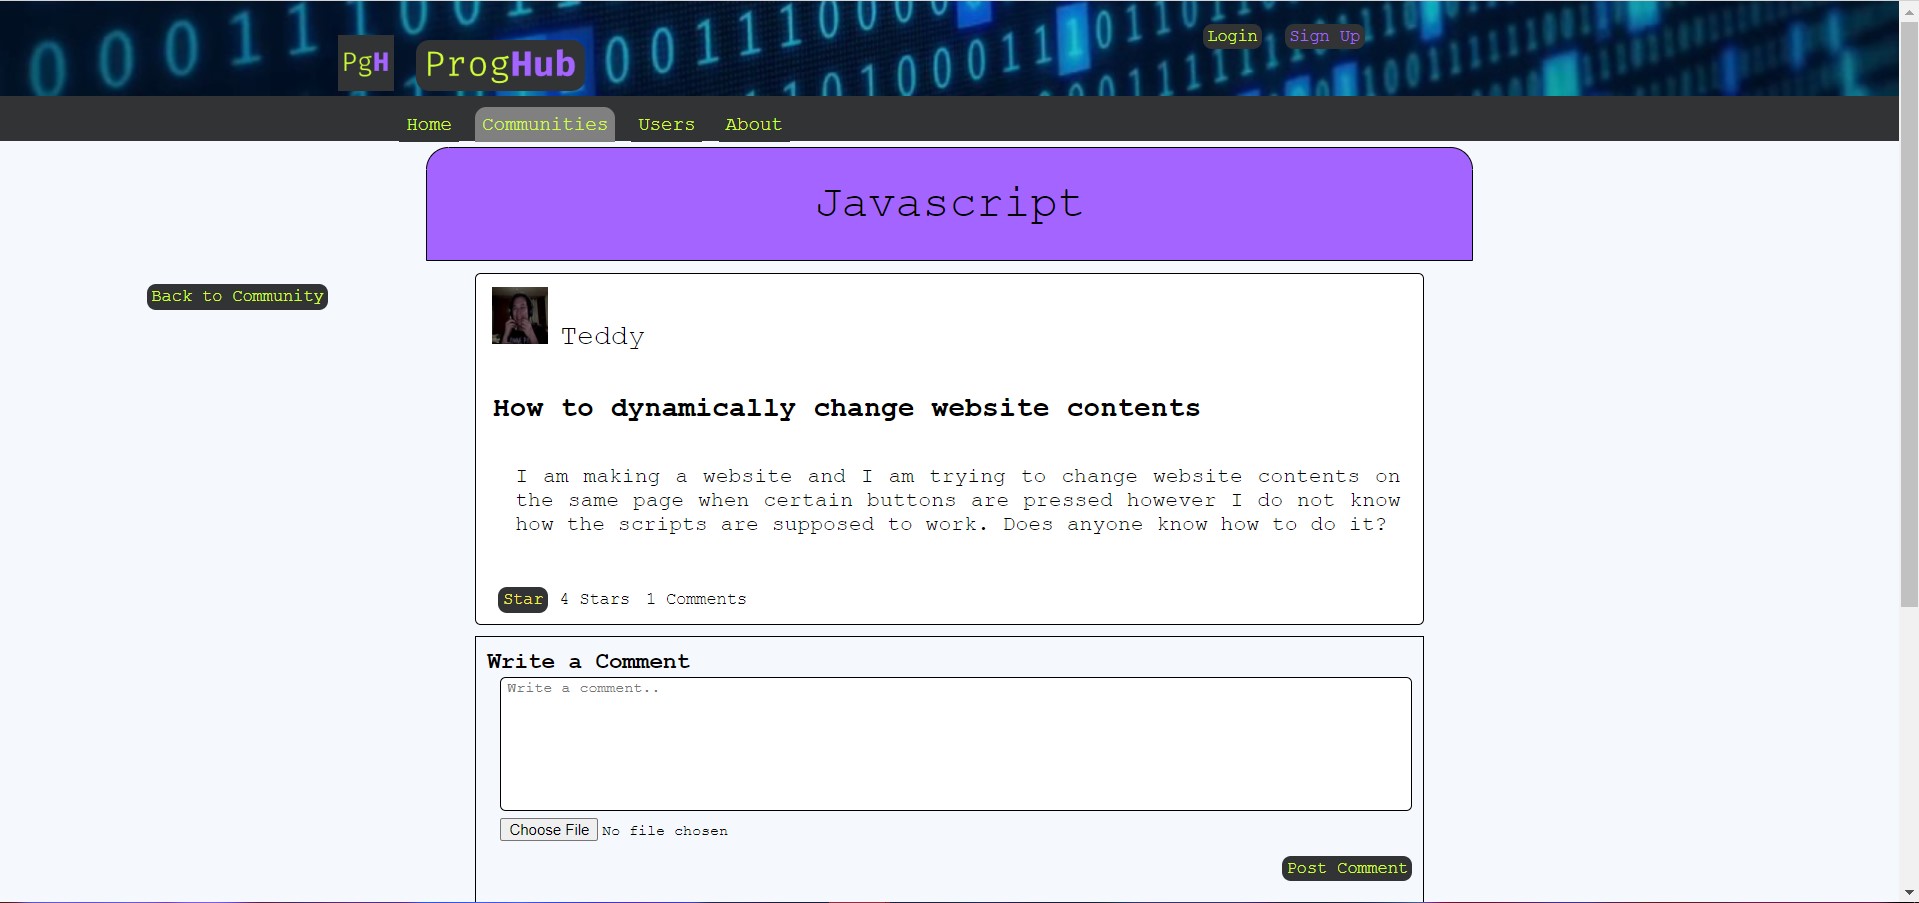 PgH ProgHub
Login Sign Up
Home Communities Users About
Javascript
Back to Community
Teddy
How to dynamically change website contents
I am making a website and I am trying to change website contents on
the same page when certain buttons are pressed however I do not know
how the scripts are supposed to work. Does anyone know how to do it?
Star 4 Stars 1 Comments
Write a Comment
Write a comment..
Choose File No file chosen
Post Comment